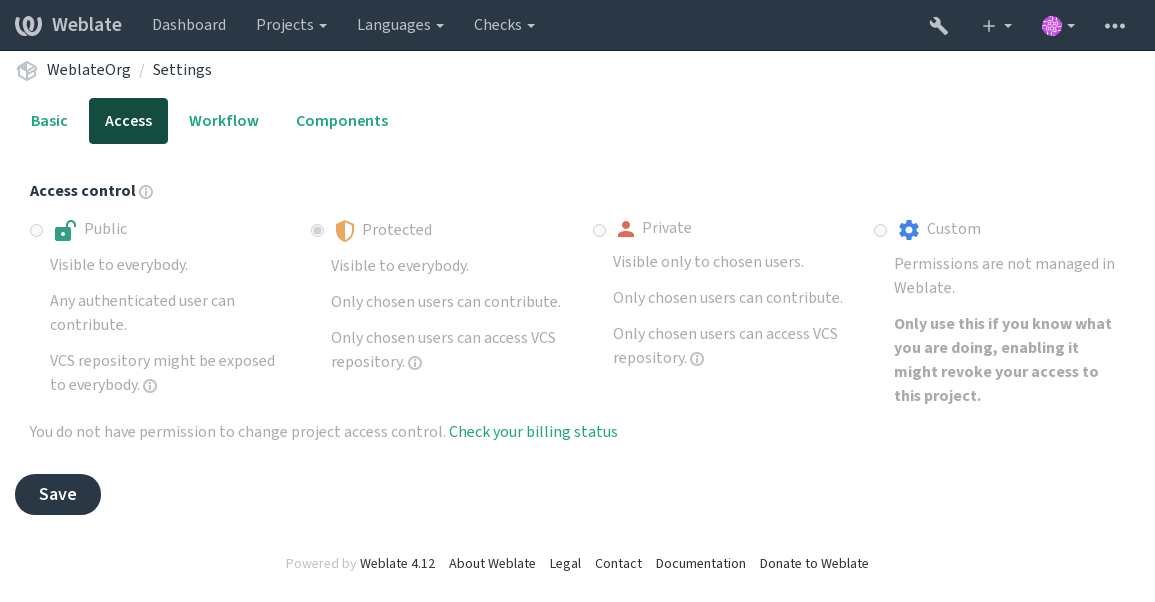 Weblate Dashboard Projects Languages Checks
WeblateOrg / Settings
Basic Access Workflow Components
Access control
Public
Visible to everybody.
Any authenticated user can
contribute.
VCS repository might be exposed
to everybody.
Protected
Visible to everybody.
Only chosen users can contribute.
Only chosen users can access VCS
repository.
Private
Visible only to chosen users.
Only chosen users can contribute.
Only chosen users can access VCS
repository.
Custom
Permissions are not managed in
Weblate.
Only use this if you know what
you are doing, enabling it
might revoke your access to
this project.
You do not have permission to change project access control. Check your billing status
Save
Powered by Weblate 4.12 About Weblate Legal Contact Documentation Donate to Weblate